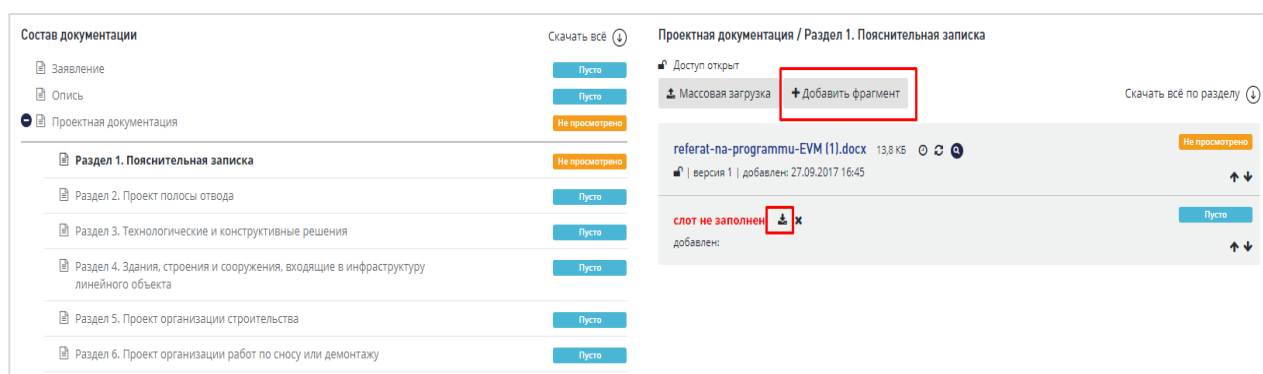 Состав документации
Скачать всё
Заявление
Пусто
Опись
Пусто
Проектная документация
Не просмотрено
Раздел 1. Пояснительная записка
Не просмотрено
Раздел 2. Проект полосы отвода
Пусто
Раздел 3. Технологические и конструктивные решения
Пусто
Раздел 4. Здания, строения и сооружения, входящие в инфраструктуру
линейного объекта
Пусто
Раздел 5. Проект организации строительства
Пусто
Раздел 6. Проект организации работ по сносу или демонтажу
Пусто
Проектная документация / Раздел 1. Пояснительная записка
Доступ открыт
Массовая загрузка
Добавить фрагмент
Скачать всё по разделу
referat-na-programmu-EVM (1).docx 13,8 КБ
Не просмотрено
| версия 1 | добавлен: 27.09.2017 16:45
слот не заполнен
Пусто
добавлен: